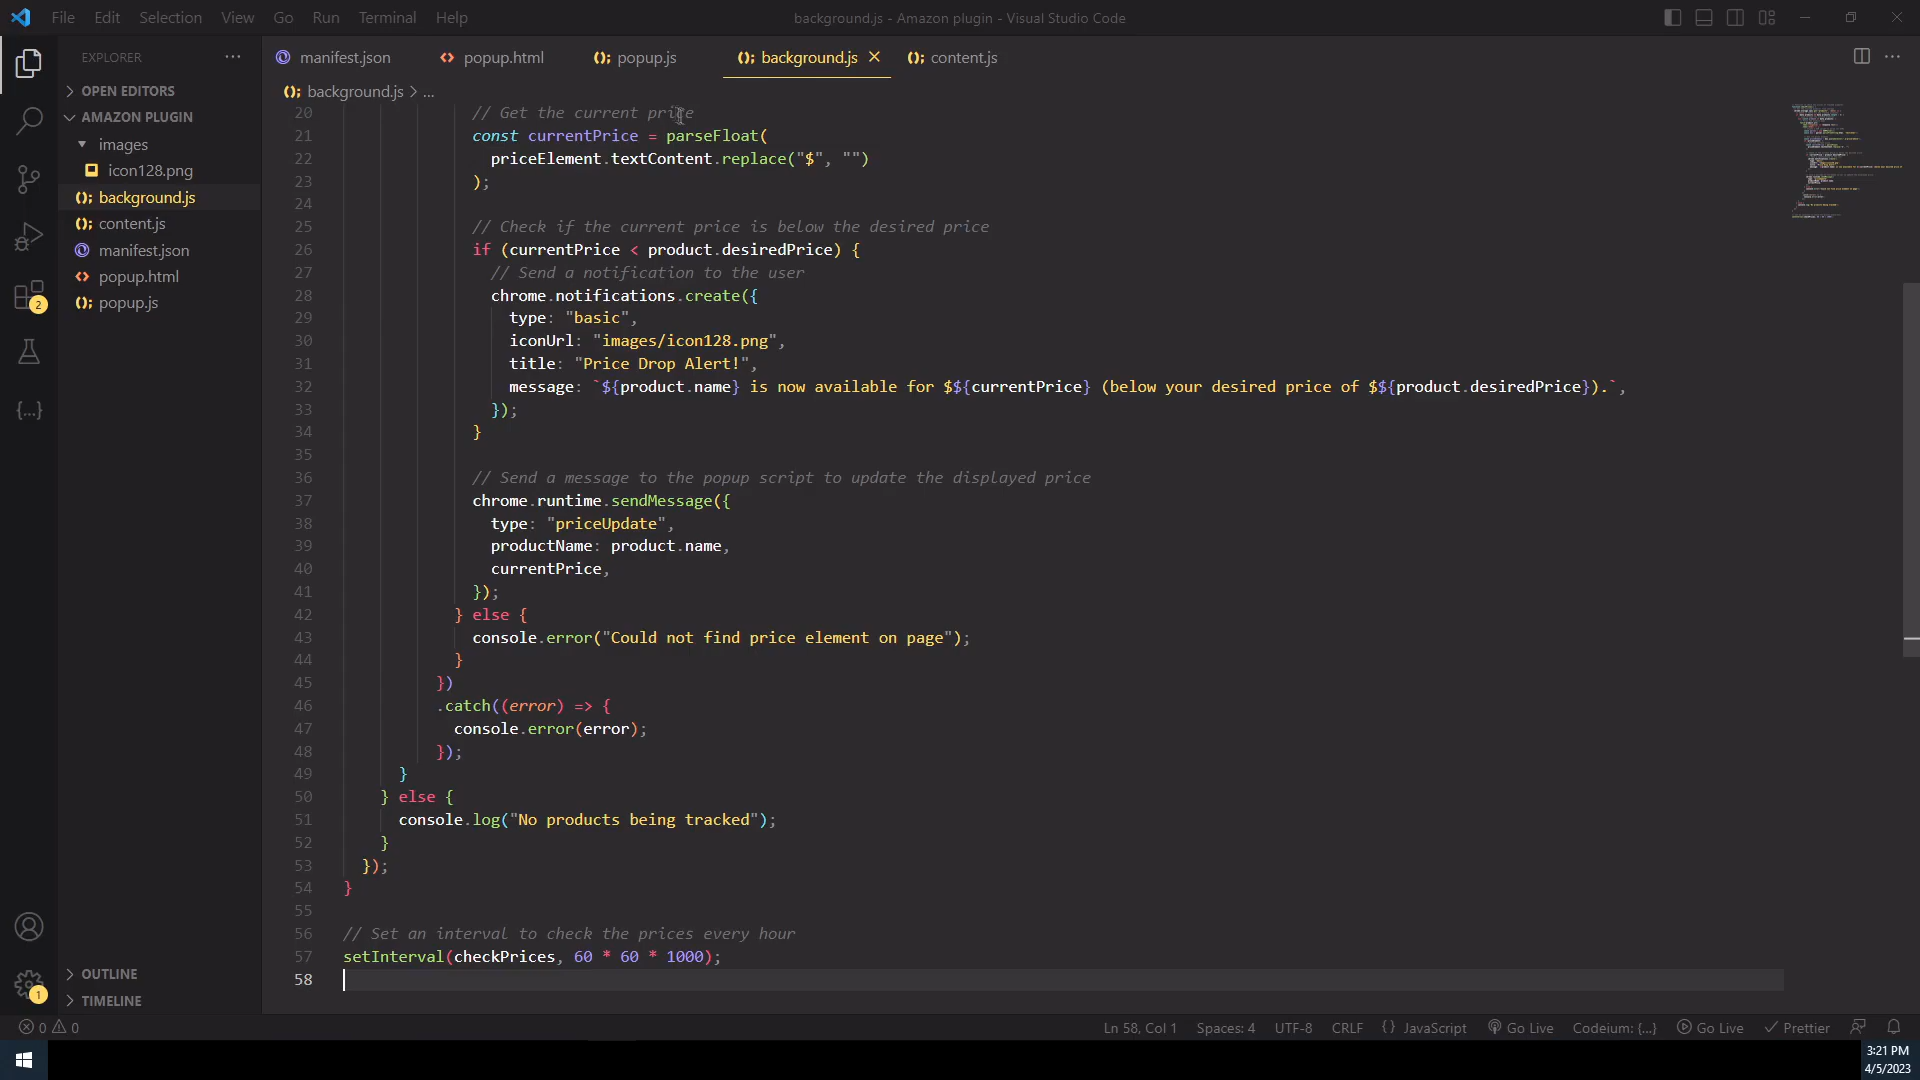 File Edit Selection View Go Run Terminal Help
background.js - Amazon plugin - Visual Studio Code
EXPLORER
OPEN EDITORS
AMAZON PLUGIN
images
icon128.png
background.js
content.js
manifest.json
popup.html
popup.js
OUTLINE
TIMELINE
2
1
manifest.json popup.html popup.js background.js content.js
background.js > ...
20 // Get the current price
21 const currentPrice = parseFloat(
22 priceElement.textContent.replace("$", "")
23 );
24
25 // Check if the current price is below the desired price
26 if (currentPrice < product.desiredPrice) {
27 // Send a notification to the user
28 chrome.notifications.create({
29 type: "basic",
30 iconUrl: "images/icon128.png",
31 title: "Price Drop Alert!",
32 message: `${product.name} is now available for $${currentPrice} (below your desired price of $${product.desiredPrice}).`,
33 });
34 }
35
36 // Send a message to the popup script to update the displayed price
37 chrome.runtime.sendMessage({
38 type: "priceUpdate",
39 productName: product.name,
40 currentPrice,
41 });
42 } else {
43 console.error("Could not find price element on page");
44 }
45 })
46 .catch((error) => {
47 console.error(error);
48 });
49 }
50 } else {
51 console.log("No products being tracked");
52 }
53 });
54 }
55
56 // Set an interval to check the prices every hour
57 setInterval(checkPrices, 60 * 60 * 1000);
58
0 0 Ln 58, Col 1 Spaces: 4 UTF-8 CRLF {} JavaScript Go Live Codeium: {...} Go Live Prettier
3:21 PM
4/5/2023